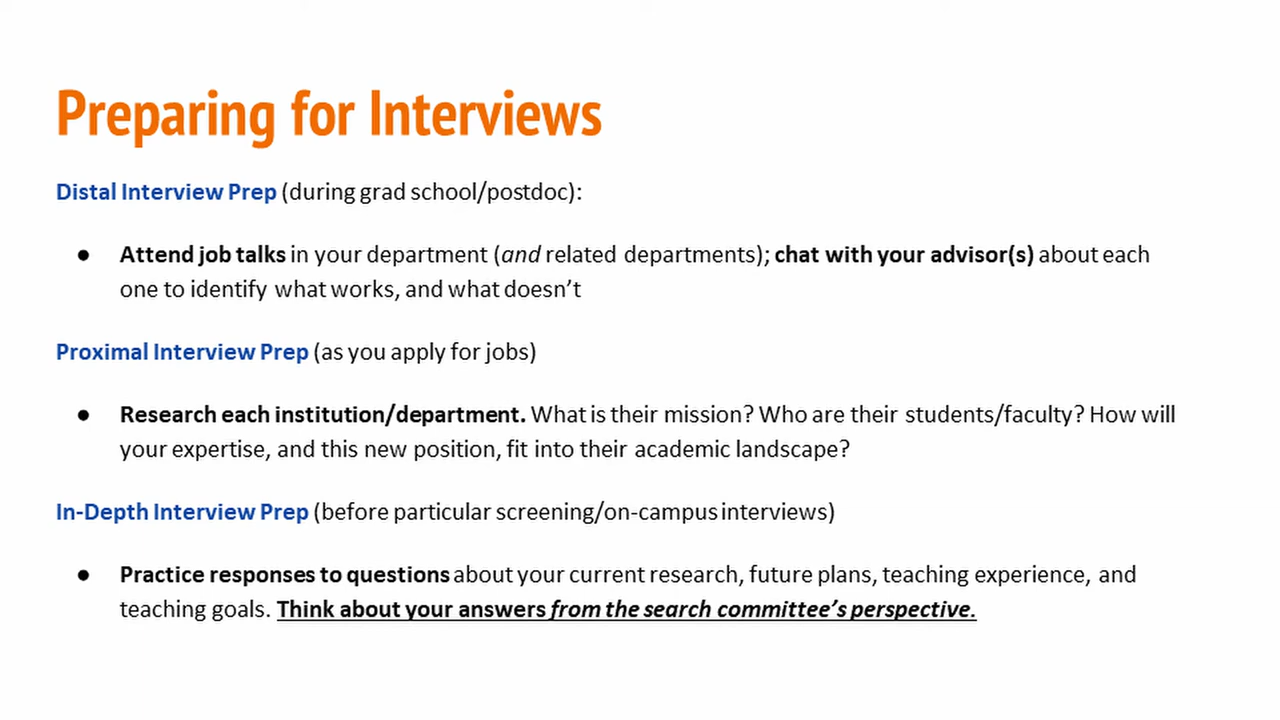 Preparing for Interviews
Distal Interview Prep (during grad school/postdoc):
● Attend job talks in your department (and related departments); chat with your advisor(s) about each
one to identify what works, and what doesn’t
Proximal Interview Prep (as you apply for jobs)
● Research each institution/department. What is their mission? Who are their students/faculty? How will
your expertise, and this new position, fit into their academic landscape?
In-Depth Interview Prep (before particular screening/on-campus interviews)
● Practice responses to questions about your current research, future plans, teaching experience, and
teaching goals. Think about your answers from the search committee’s perspective.